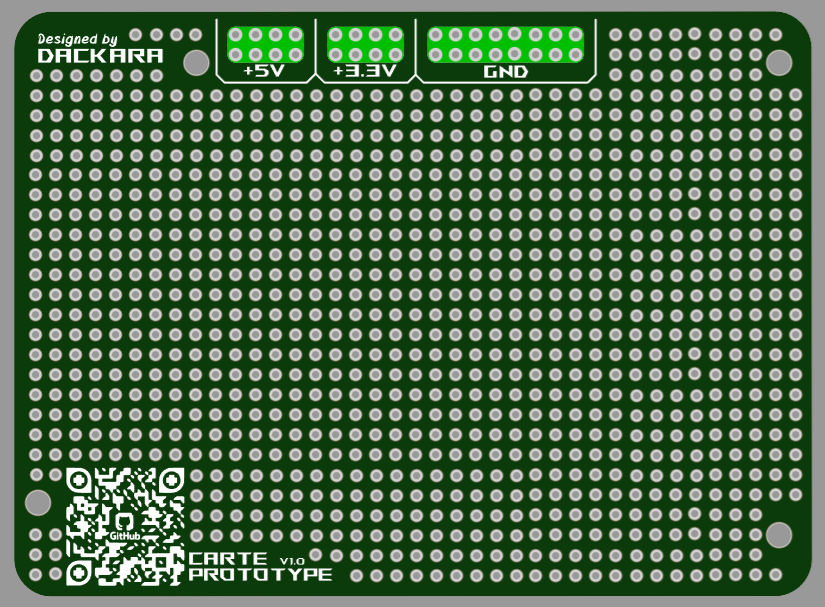 Designed by
DACKARA
+5V
+3.3V
GND
GitHub
CARTE V1.0
PROTOTYPE